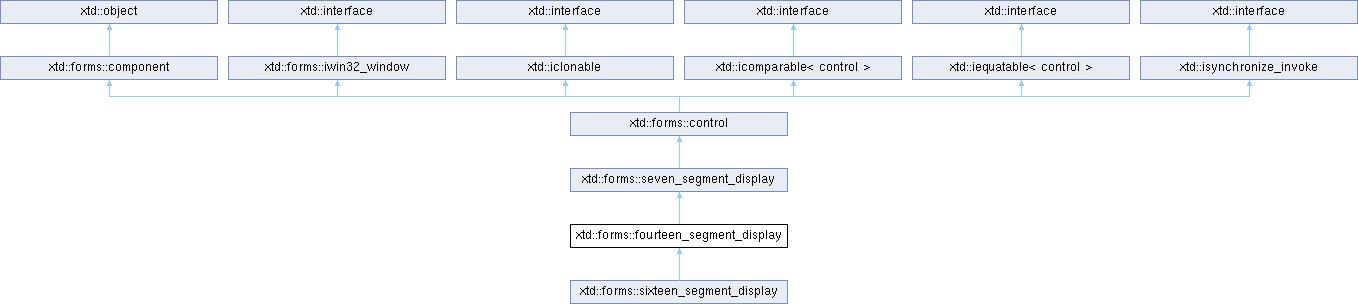 xtd::object
xtd::interface
xtd::interface
xtd::interface
xtd::interface
xtd::interface
xtd::forms::component
xtd::forms::iwin32_window
xtd::iclonable
xtd::icomparable< control >
xtd::iequatable< control >
xtd::isynchronize_invoke
xtd::forms::control
xtd::forms::seven_segment_display
xtd::forms::fourteen_segment_display
xtd::forms::sixteen_segment_display